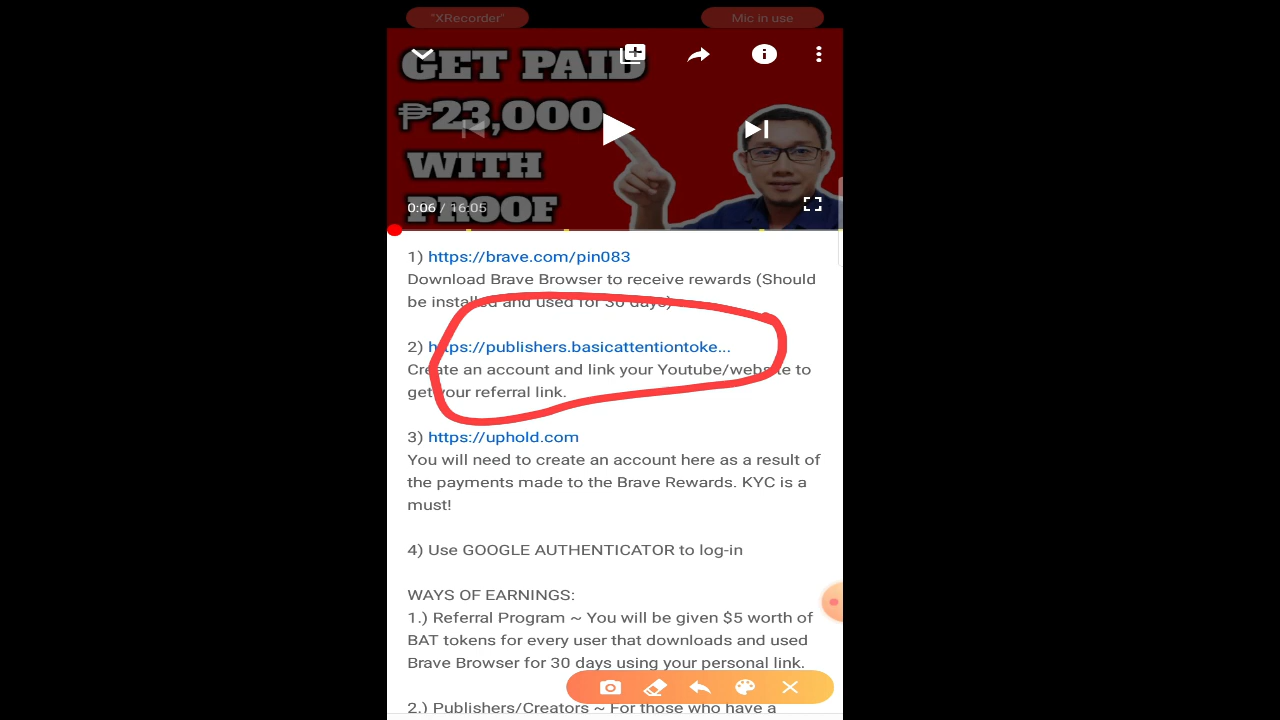 "XRecorder"
Mic in use
GET PAID
₱23,000
WITH
PROOF
0:06 / 16:05
1) https://brave.com/pin083
Download Brave Browser to receive rewards (Should
be installed and used for 30 days)
2) https://publishers.basicattentiontoke...
Create an account and link your Youtube/website to
get your referral link.
3) https://uphold.com
You will need to create an account here as a result of
the payments made to the Brave Rewards. KYC is a
must!
4) Use GOOGLE AUTHENTICATOR to log-in
WAYS OF EARNINGS:
1.) Referral Program ~ You will be given $5 worth of
BAT tokens for every user that downloads and used
Brave Browser for 30 days using your personal link.
2.) Publishers/Creators ~ For those who have a